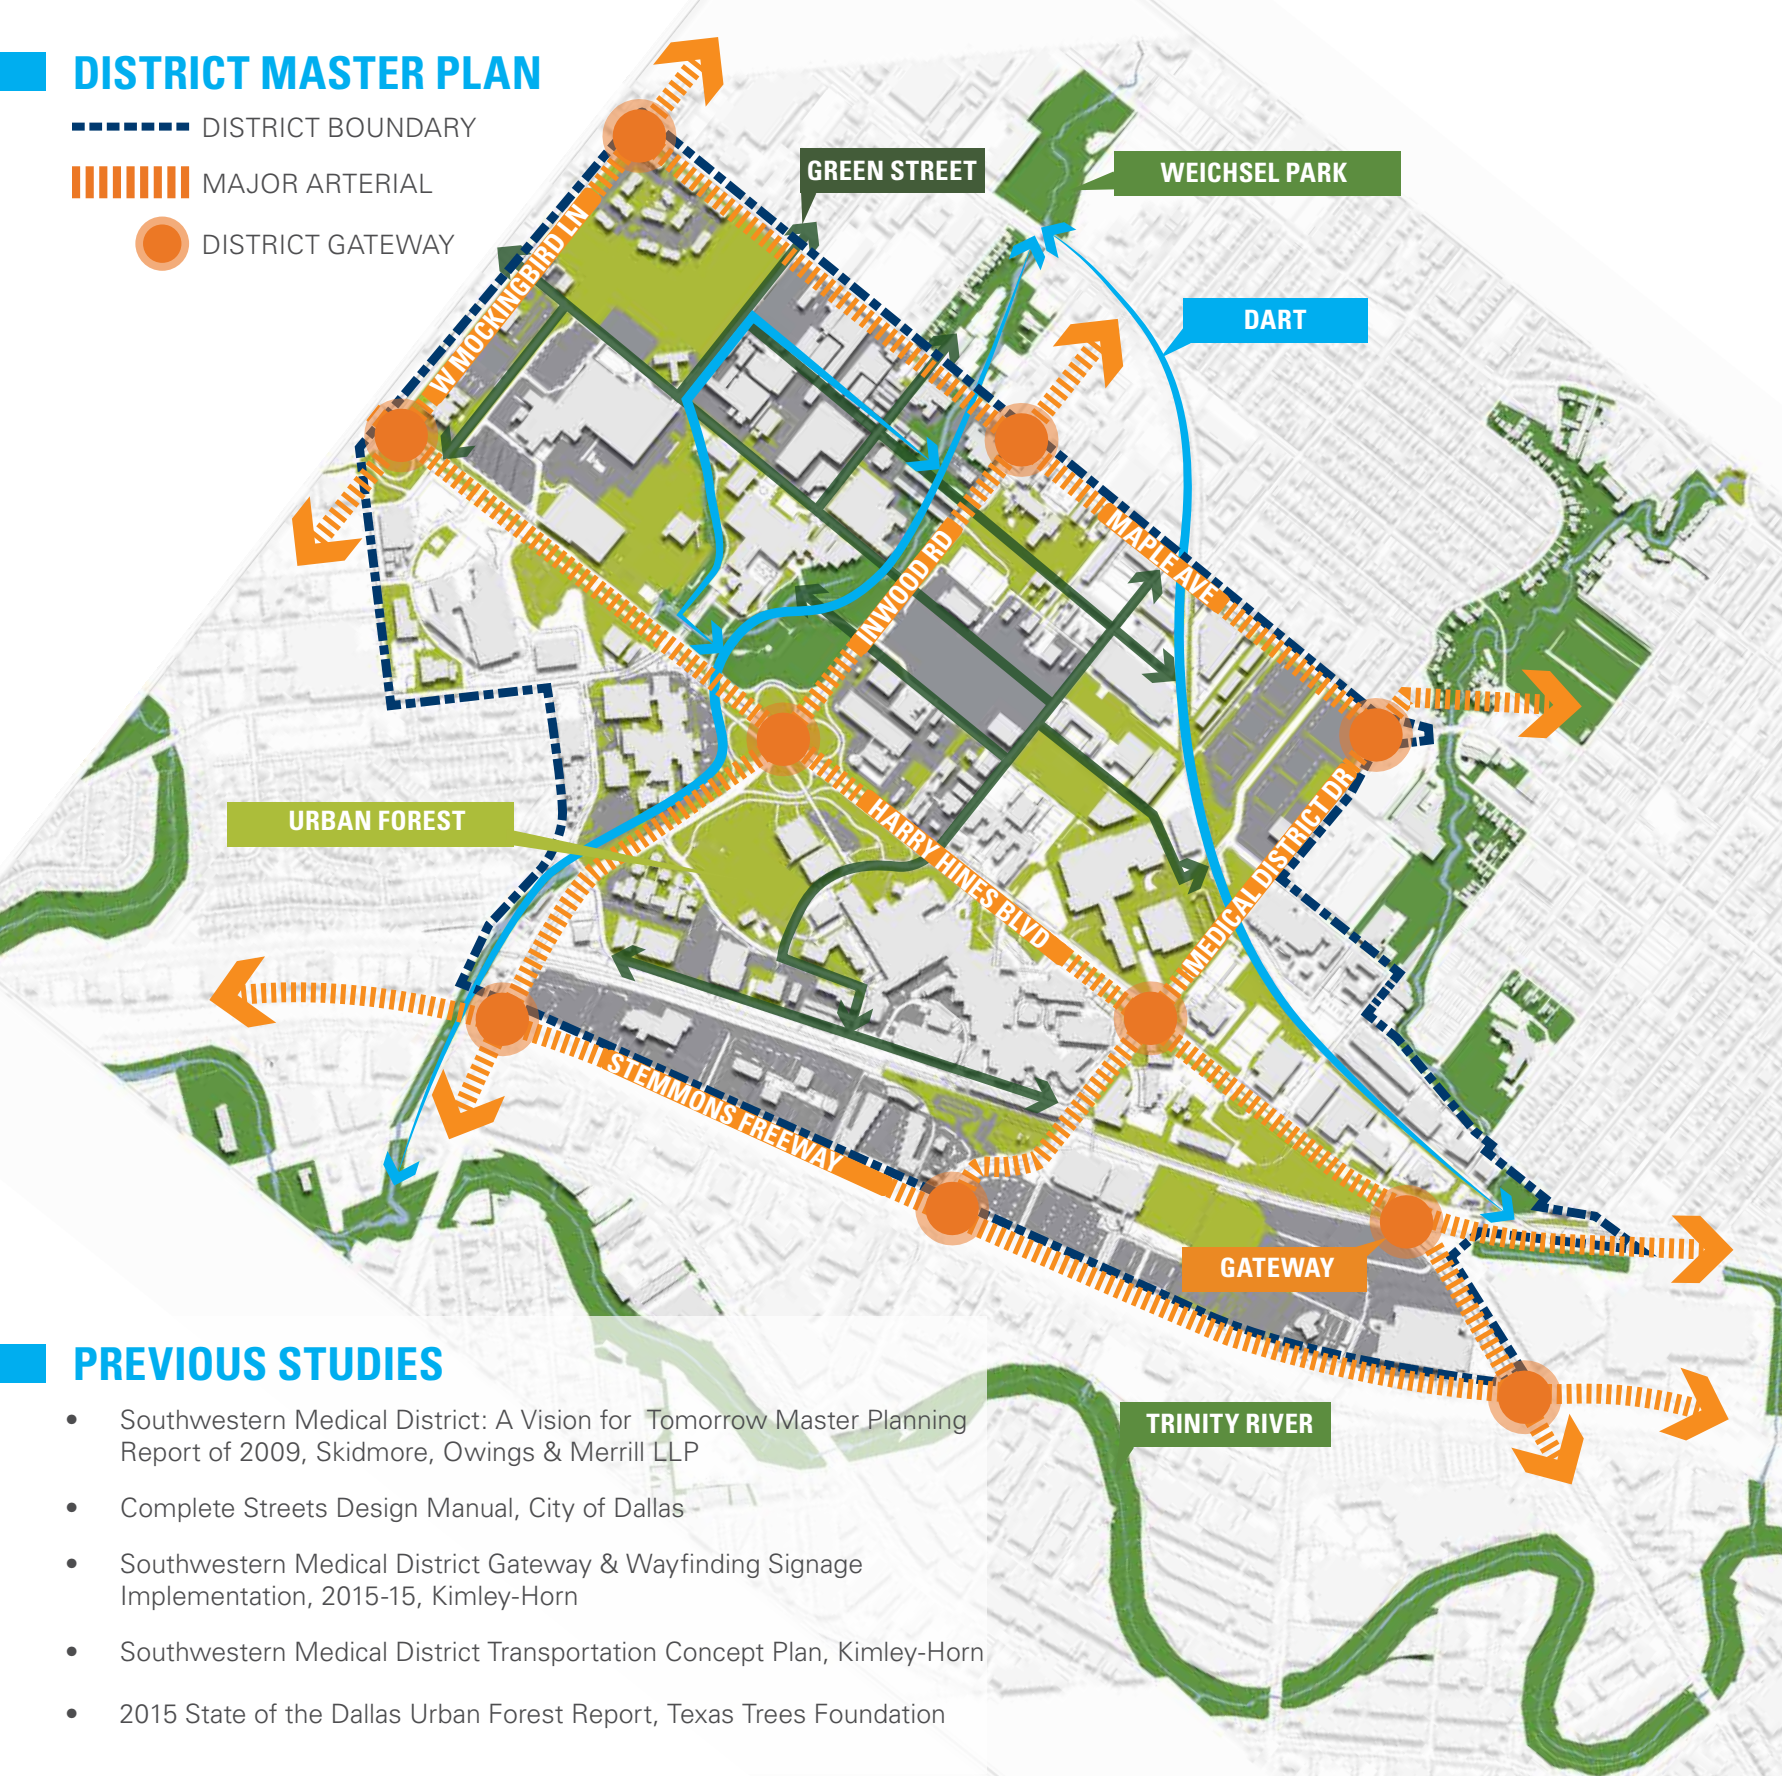 DISTRICT MASTER PLAN
DISTRICT BOUNDARY
MAJOR ARTERIAL
DISTRICT GATEWAY
GREEN STREET
WEICHSEL PARK
W MOCKINGBIRD LN
DART
MAPLE AVE
INWOOD RD
URBAN FOREST
HARRY HINES BLVD
MEDICAL DISTRICT DR
STEMMONS FREEWAY
GATEWAY
TRINITY RIVER
PREVIOUS STUDIES
• Southwestern Medical District: A Vision for Tomorrow Master Planning
Report of 2009, Skidmore, Owings & Merrill LLP
• Complete Streets Design Manual, City of Dallas
• Southwestern Medical District Gateway & Wayfinding Signage
Implementation, 2015-15, Kimley-Horn
• Southwestern Medical District Transportation Concept Plan, Kimley-Horn
• 2015 State of the Dallas Urban Forest Report, Texas Trees Foundation